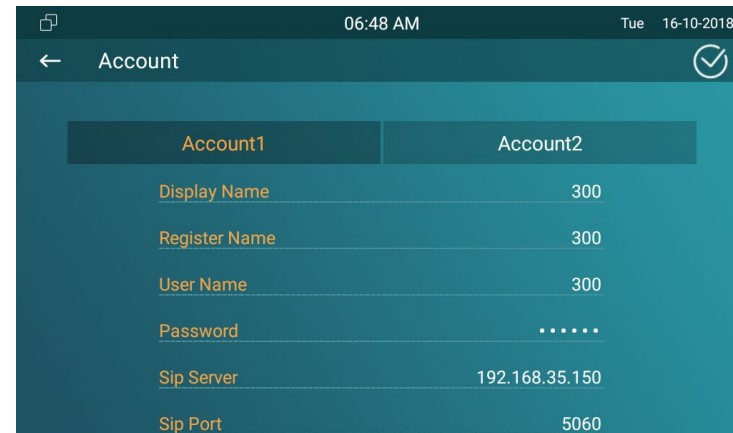 06:48 AM Tue 16-10-2018
Account
Account1 Account2
Display Name 300
Register Name 300
User Name 300
Password ••••••
Sip Server 192.168.35.150
Sip Port 5060